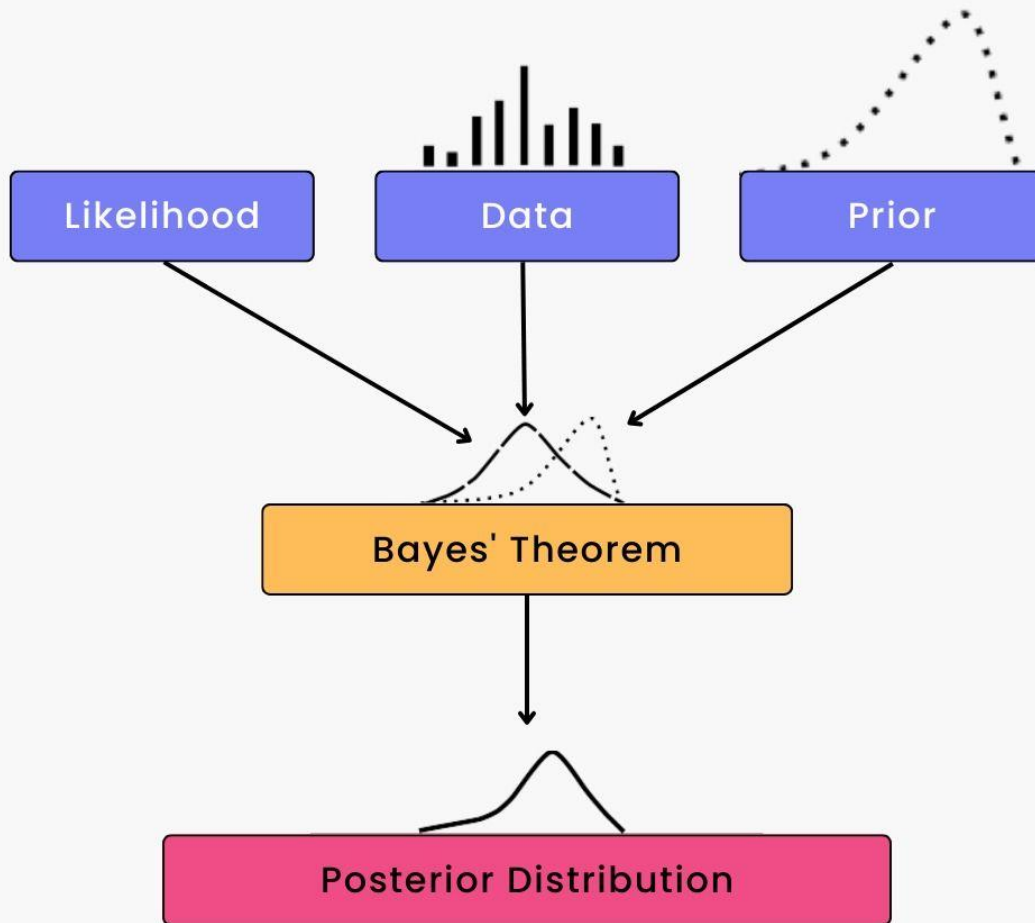 Likelihood
Data
Prior
Bayes' Theorem
Posterior Distribution